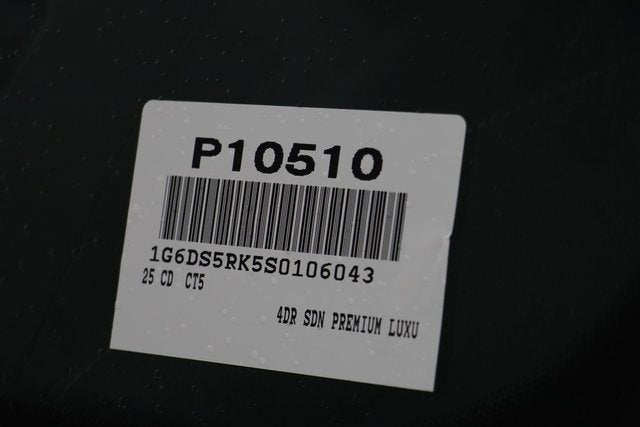 P10510
1G6DS5RK5S0106043
25 CD CT5
4DR SDN PREMIUM LUXU